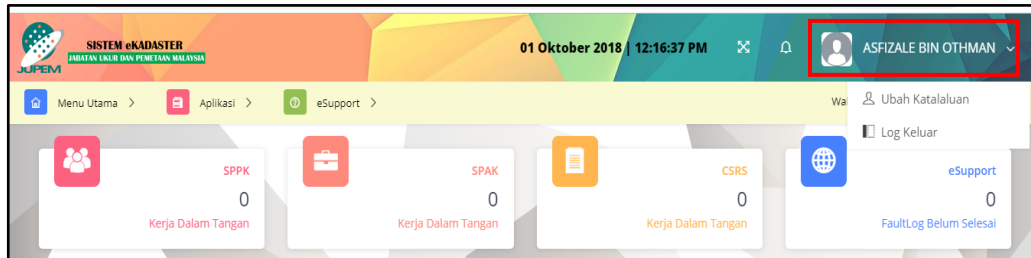 SISTEM eKADASTER
JABATAN UKUR DAN PEMETAAN MALAYSIA
JUPEM
01 Oktober 2018 | 12:16:37 PM
ASFIZALE BIN OTHMAN
Menu Utama > Aplikasi > eSupport >
Wa
Ubah Katalaluan
Log Keluar
SPPK
0
Kerja Dalam Tangan
SPAK
0
Kerja Dalam Tangan
CSRS
0
Kerja Dalam Tangan
eSupport
0
FaultLog Belum Selesai